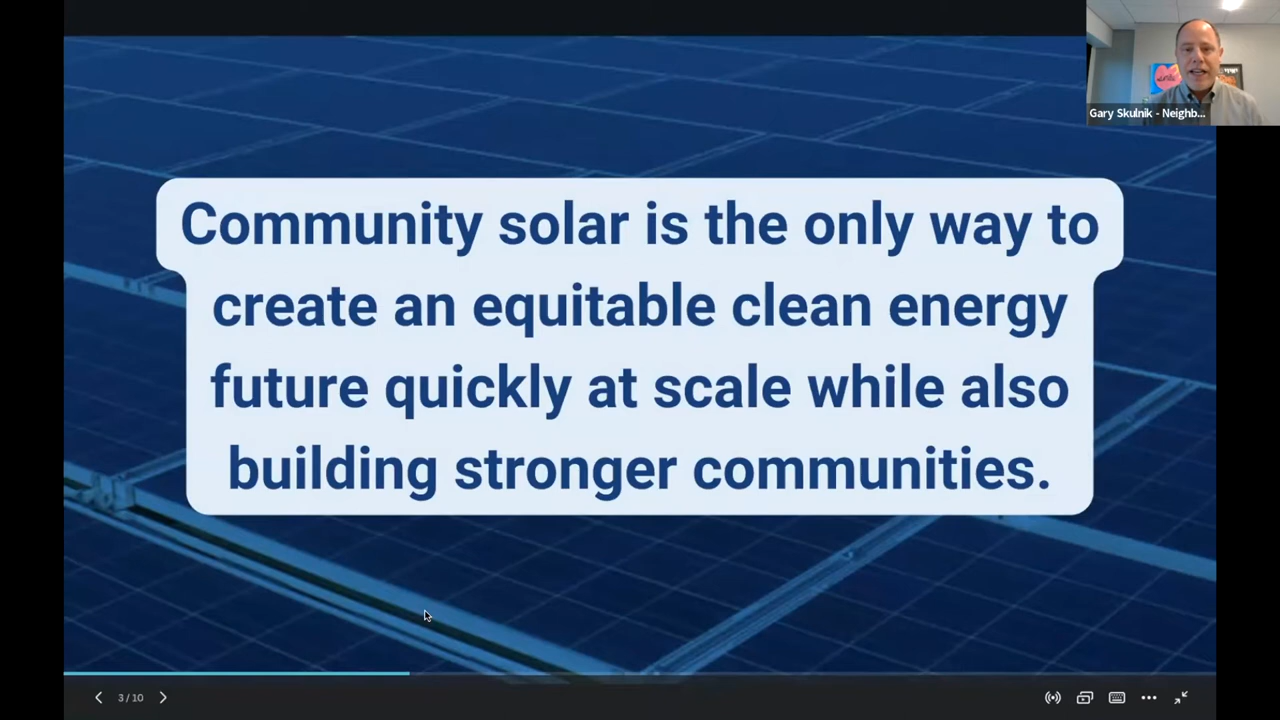 Gary Skulnik - Neighb...
Community solar is the only way to
create an equitable clean energy
future quickly at scale while also
building stronger communities.
3 / 10